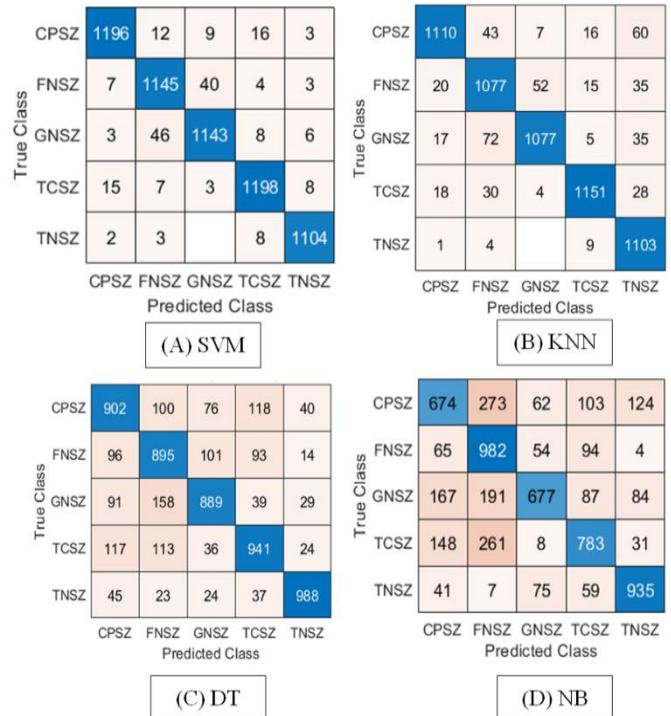 True Class
CPSZ 1196 12 9 16 3
FNSZ 7 1145 40 4 3
GNSZ 3 46 1143 8 6
TCSZ 15 7 3 1198 8
TNSZ 2 3 8 1104
CPSZ FNSZ GNSZ TCSZ TNSZ
Predicted Class
(A) SVM
True Class
CPSZ 1110 43 7 16 60
FNSZ 20 1077 52 15 35
GNSZ 17 72 1077 5 35
TCSZ 18 30 4 1151 28
TNSZ 1 4 9 1103
CPSZ FNSZ GNSZ TCSZ TNSZ
Predicted Class
(B) KNN
True Class
CPSZ 902 100 76 118 40
FNSZ 96 895 101 93 14
GNSZ 91 158 889 39 29
TCSZ 117 113 36 941 24
TNSZ 45 23 24 37 988
CPSZ FNSZ GNSZ TCSZ TNSZ
Predicted Class
(C) DT
True Class
CPSZ 674 273 62 103 124
FNSZ 65 982 54 94 4
GNSZ 167 191 677 87 84
TCSZ 148 261 8 783 31
TNSZ 41 7 75 59 935
CPSZ FNSZ GNSZ TCSZ TNSZ
Predicted Class
(D) NB